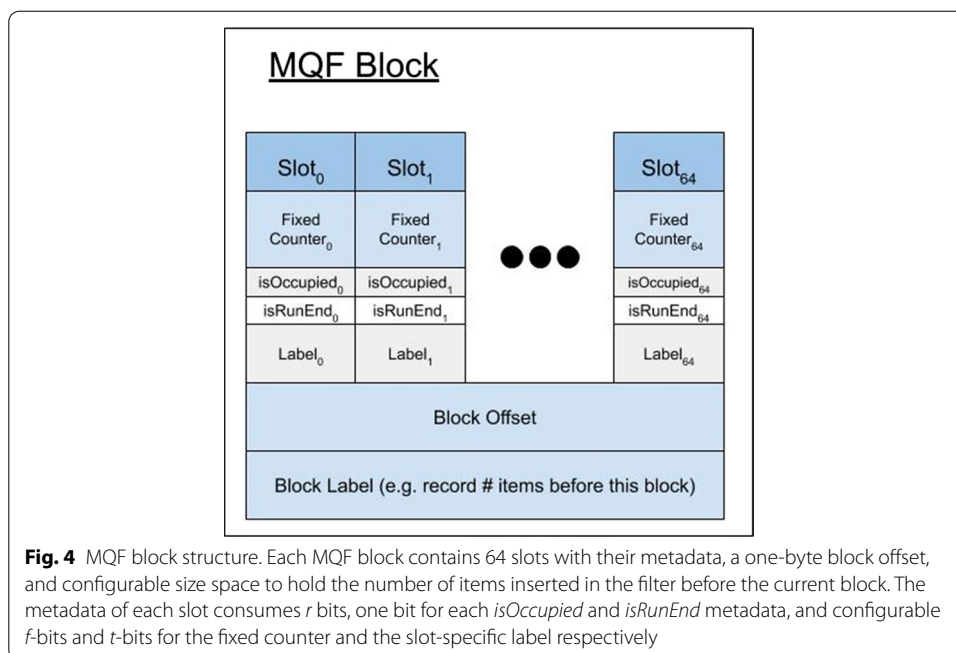 MQF Block
Slot0 Slot1 Slot64
Fixed Fixed Fixed
Counter0 Counter1 Counter64
isOccupied0 isOccupied1 isOccupied64
isRunEnd0 isRunEnd1 isRunEnd64
Label0 Label1 Label64
Block Offset
Block Label (e.g. record # items before this block)
Fig. 4 MQF block structure. Each MQF block contains 64 slots with their metadata, a one-byte block offset,
and configurable size space to hold the number of items inserted in the filter before the current block. The
metadata of each slot consumes r bits, one bit for each isOccupied and isRunEnd metadata, and configurable
f-bits and t-bits for the fixed counter and the slot-specific label respectively